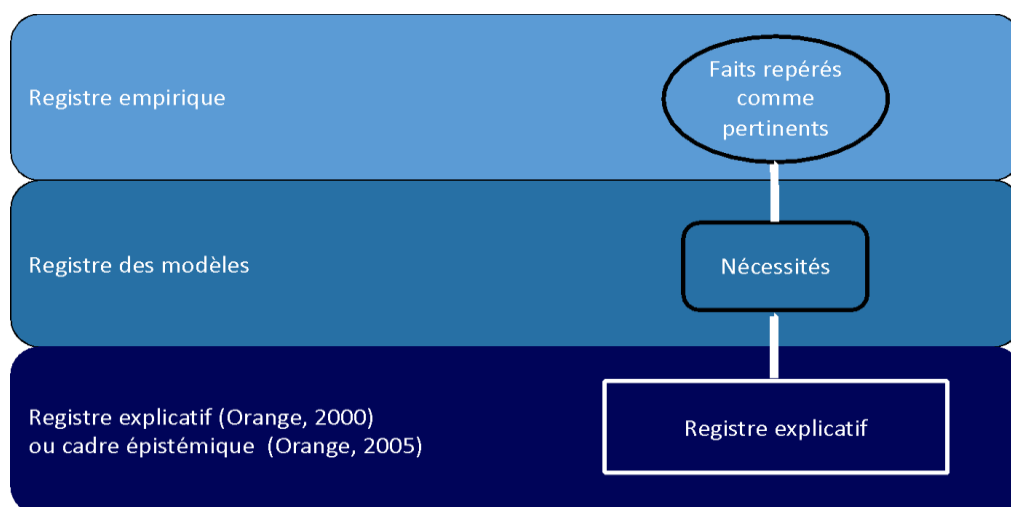 Registre empirique
Faits repérés
comme
pertinents
Registre des modèles
Nécessités
Registre explicatif (Orange, 2000)
ou cadre épistémique  (Orange, 2005)
Registre explicatif